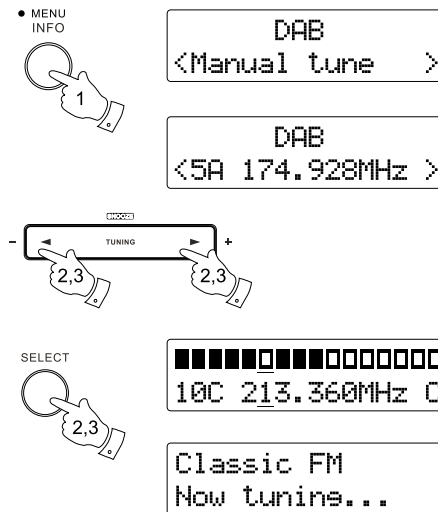 MENU
INFO
1
DAB
<Manual tune >
DAB
<5A 174.928MHz >
SNOOZE
- ◄ TUNING ► +
2,3 2,3
SELECT
2,3
10C 213.360MHz C
Classic FM
Now tuning...